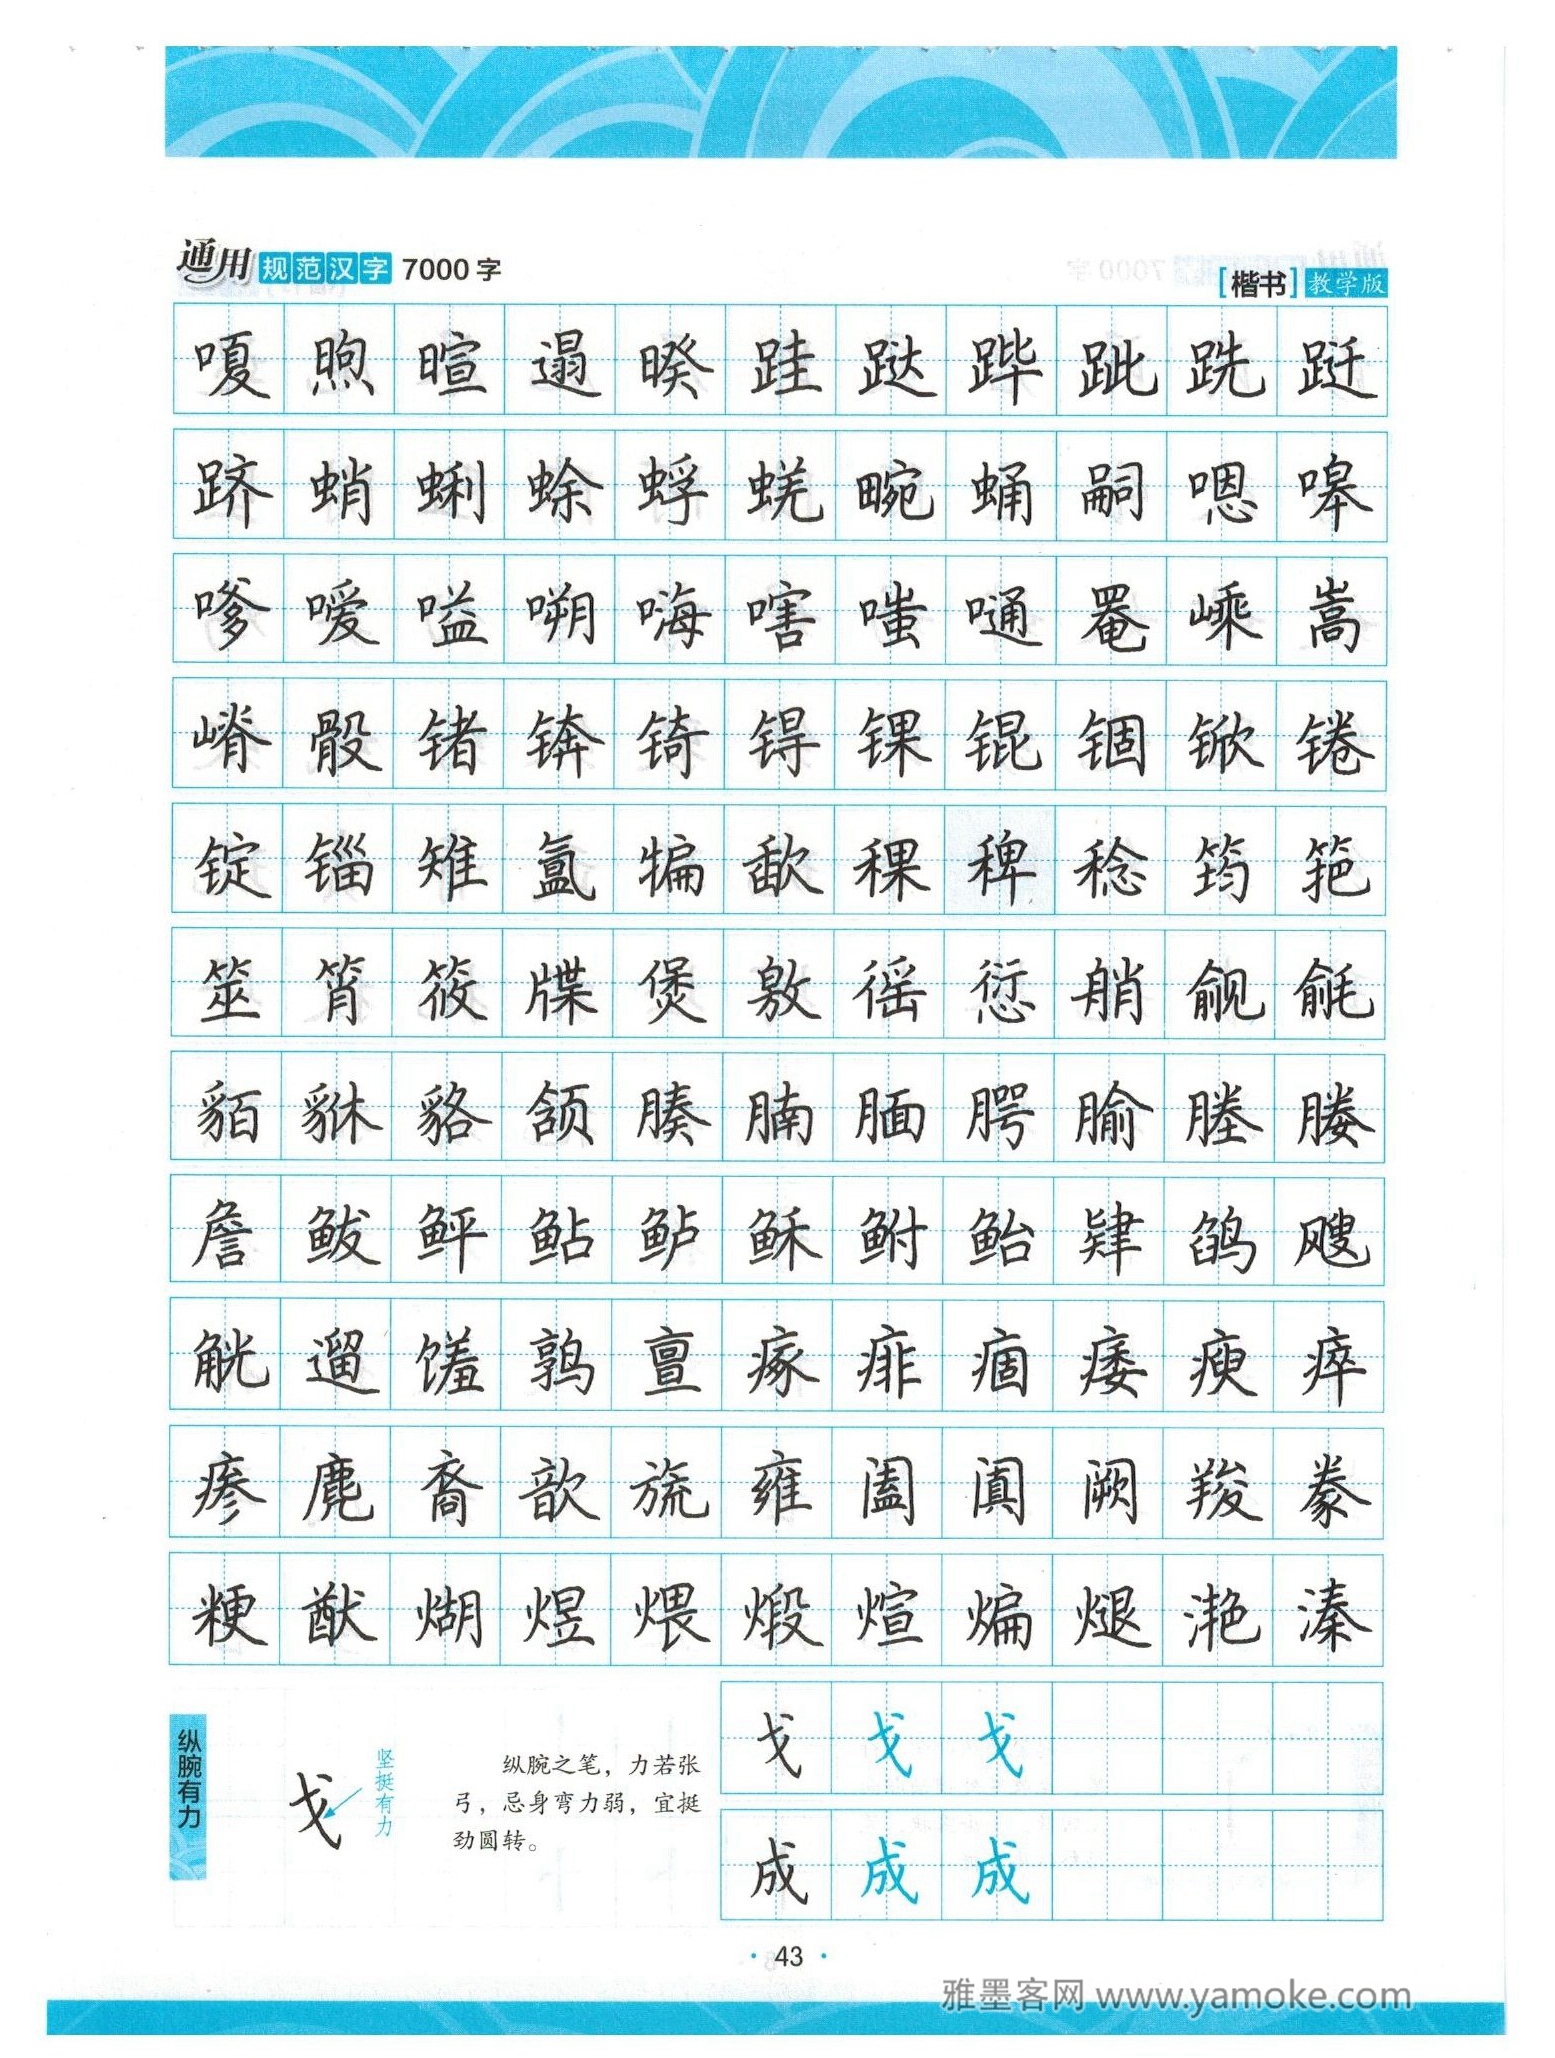 通用规范汉字 7000 字
[楷书] 教学版
嗄 煦 暄 遢 暌 跬 跶 跸 跐 跣 跹
跻 蛸 蜊 蜍 蜉 蜣 畹 蛹 嗣 嗯 嗥
嗲 嗳 嗌 嗍 嗨 嗐 嗤 嗵 罨 嵊 嵩
嵴 骰 锗 锛 锜 锝 锞 锟 锢 锨 锩
锭 锱 雉 氲 犏 歃 稞 稗 稔 筠 筢
筮 筲 筱 牒 煲 敫 徭 愆 艄 觎 毹
貊 貅 貉 颔 腠 腩 腼 腭 腧 塍 媵
詹 鲅 鲆 鲇 鲈 稣 鲋 鲐 肄 鹐 飕
觥 遛 馐 鹑 亶 瘃 痱 痼 痿 瘐 瘁
瘆 麂 裔 歆 旒 雍 阖 阗 阙 羧 豢
粳 猷 煳 煜 煨 煅 煊 煸 煺 滟 溱
纵腕有力
戈
坚挺有力
纵腕之笔，力若张
弓，忌身弯力弱，宜挺
劲圆转。
戈 戈 戈
成 成 成
· 43 ·
雅墨客网 www.yamoke.com